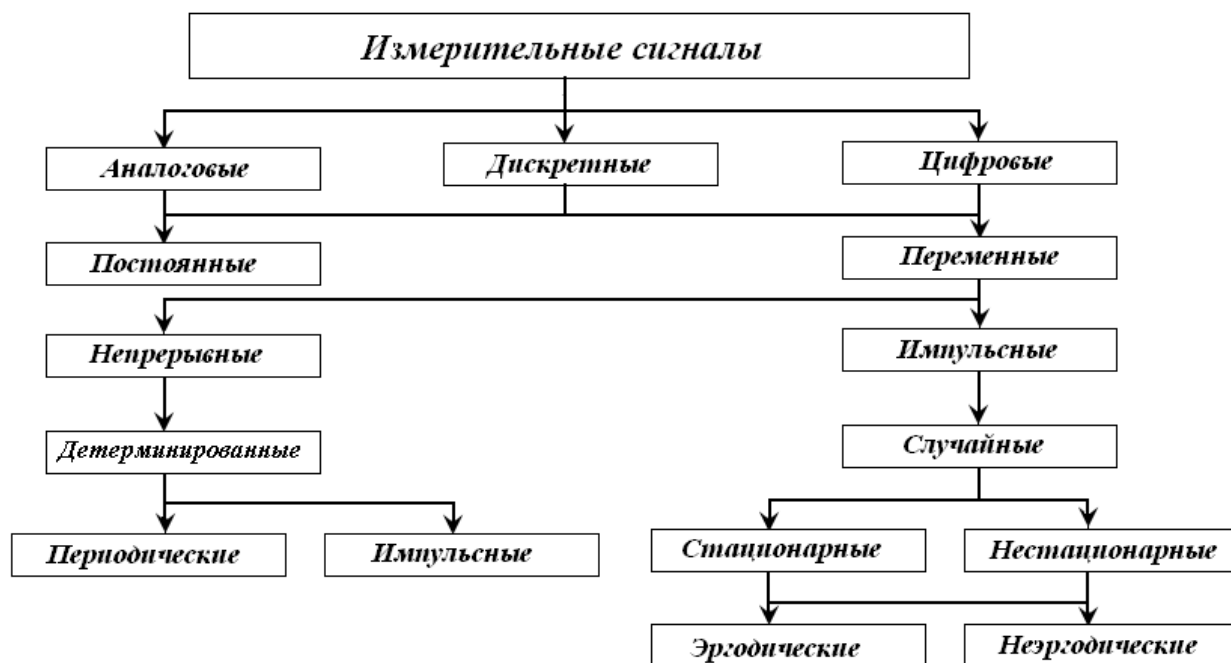 Измерительные сигналы
Аналоговые
Дискретные
Цифровые
Постоянные
Переменные
Непрерывные
Импульсные
Детерминированные
Случайные
Периодические
Импульсные
Стационарные
Нестационарные
Эргодические
Неэргодические